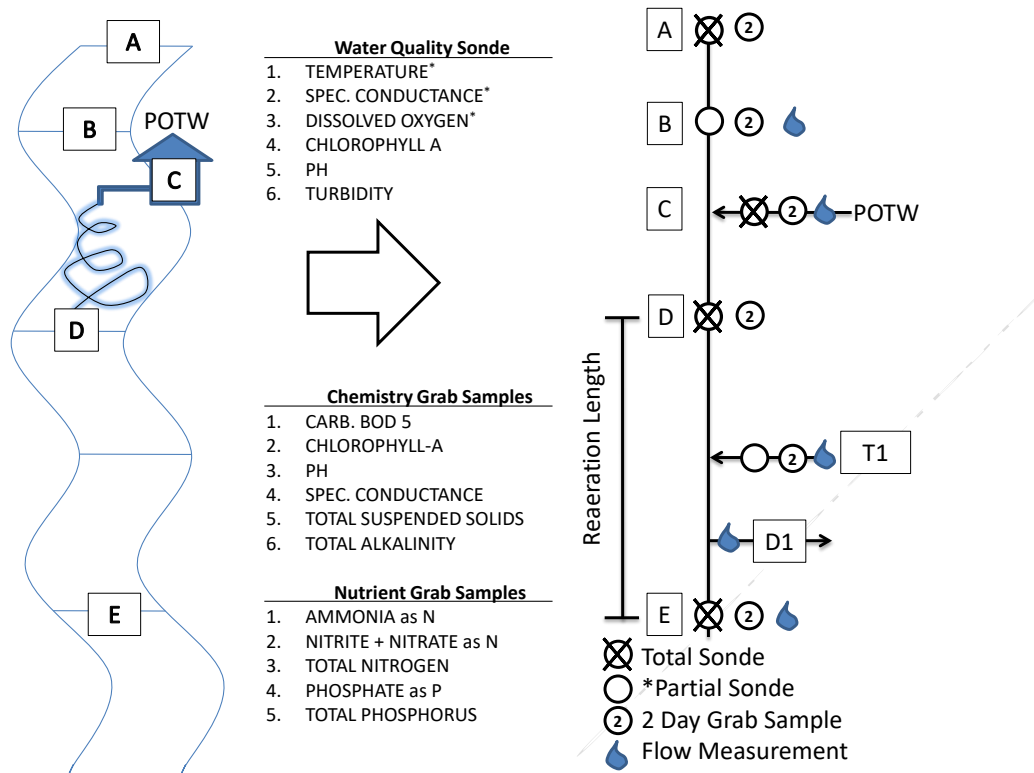 A
B
POTW
C
D
E
Water Quality Sonde
1. TEMPERATURE*
2. SPEC. CONDUCTANCE*
3. DISSOLVED OXYGEN*
4. CHLOROPHYLL A
5. PH
6. TURBIDITY
Chemistry Grab Samples
1. CARB. BOD 5
2. CHLOROPHYLL-A
3. PH
4. SPEC. CONDUCTANCE
5. TOTAL SUSPENDED SOLIDS
6. TOTAL ALKALINITY
Nutrient Grab Samples
1. AMMONIA as N
2. NITRITE + NITRATE as N
3. TOTAL NITROGEN
4. PHOSPHATE as P
5. TOTAL PHOSPHORUS
A 2
B 2
C 2 POTW
D 2
Reaeration Length
2 T1
D1
E 2
Total Sonde
*Partial Sonde
2 2 Day Grab Sample
Flow Measurement